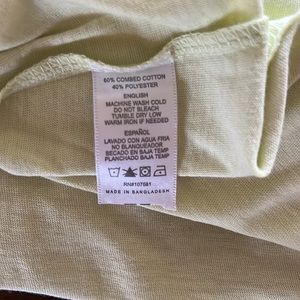 60% COMBED COTTON
40% POLYESTER
ENGLISH
MACHINE WASH COLD
DO NOT BLEACH
TUMBLE DRY LOW
WARM IRON IF NEEDED
ESPAÑOL
LAVADO CON AGUA FRIA
NO BLANQUEADOR
SECADO EN BAJA TEMP
PLANCHADO BAJA TEMP
RN#107581
MADE IN BANGLADESH